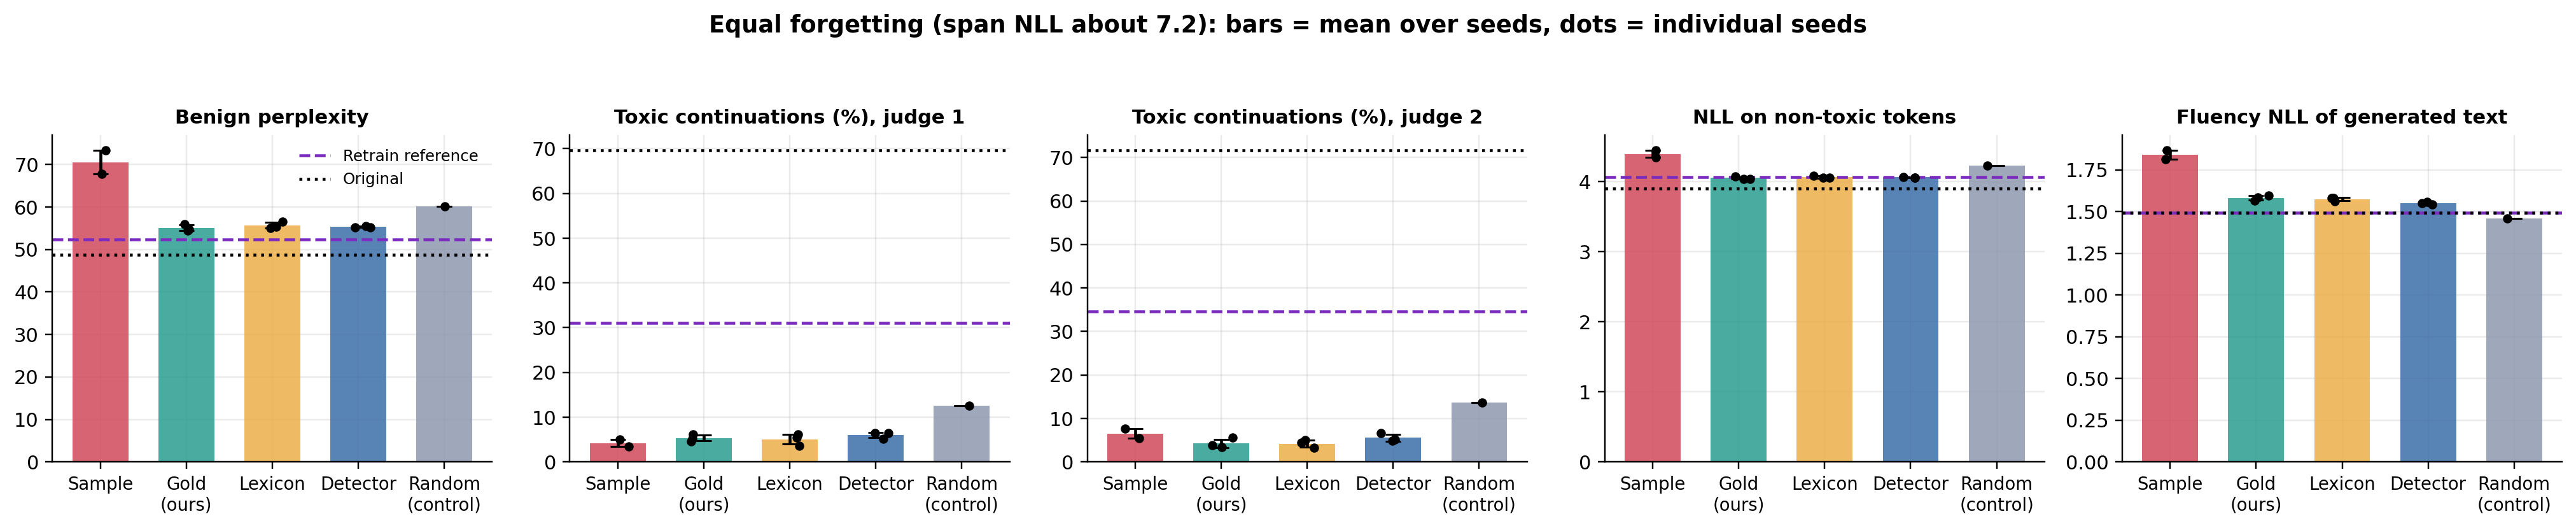 Equal forgetting (span NLL about 7.2): bars = mean over seeds, dots = individual seeds
Benign perplexity
70
60
50
40
30
20
10
0
Retrain reference
Original
Sample
Gold
(ours)
Lexicon
Detector
Random
(control)
Toxic continuations (%), judge 1
70
60
50
40
30
20
10
0
Sample
Gold
(ours)
Lexicon
Detector
Random
(control)
Toxic continuations (%), judge 2
70
60
50
40
30
20
10
0
Sample
Gold
(ours)
Lexicon
Detector
Random
(control)
NLL on non-toxic tokens
4
3
2
1
0
Sample
Gold
(ours)
Lexicon
Detector
Random
(control)
Fluency NLL of generated text
1.75
1.50
1.25
1.00
0.75
0.50
0.25
0.00
Sample
Gold
(ours)
Lexicon
Detector
Random
(control)